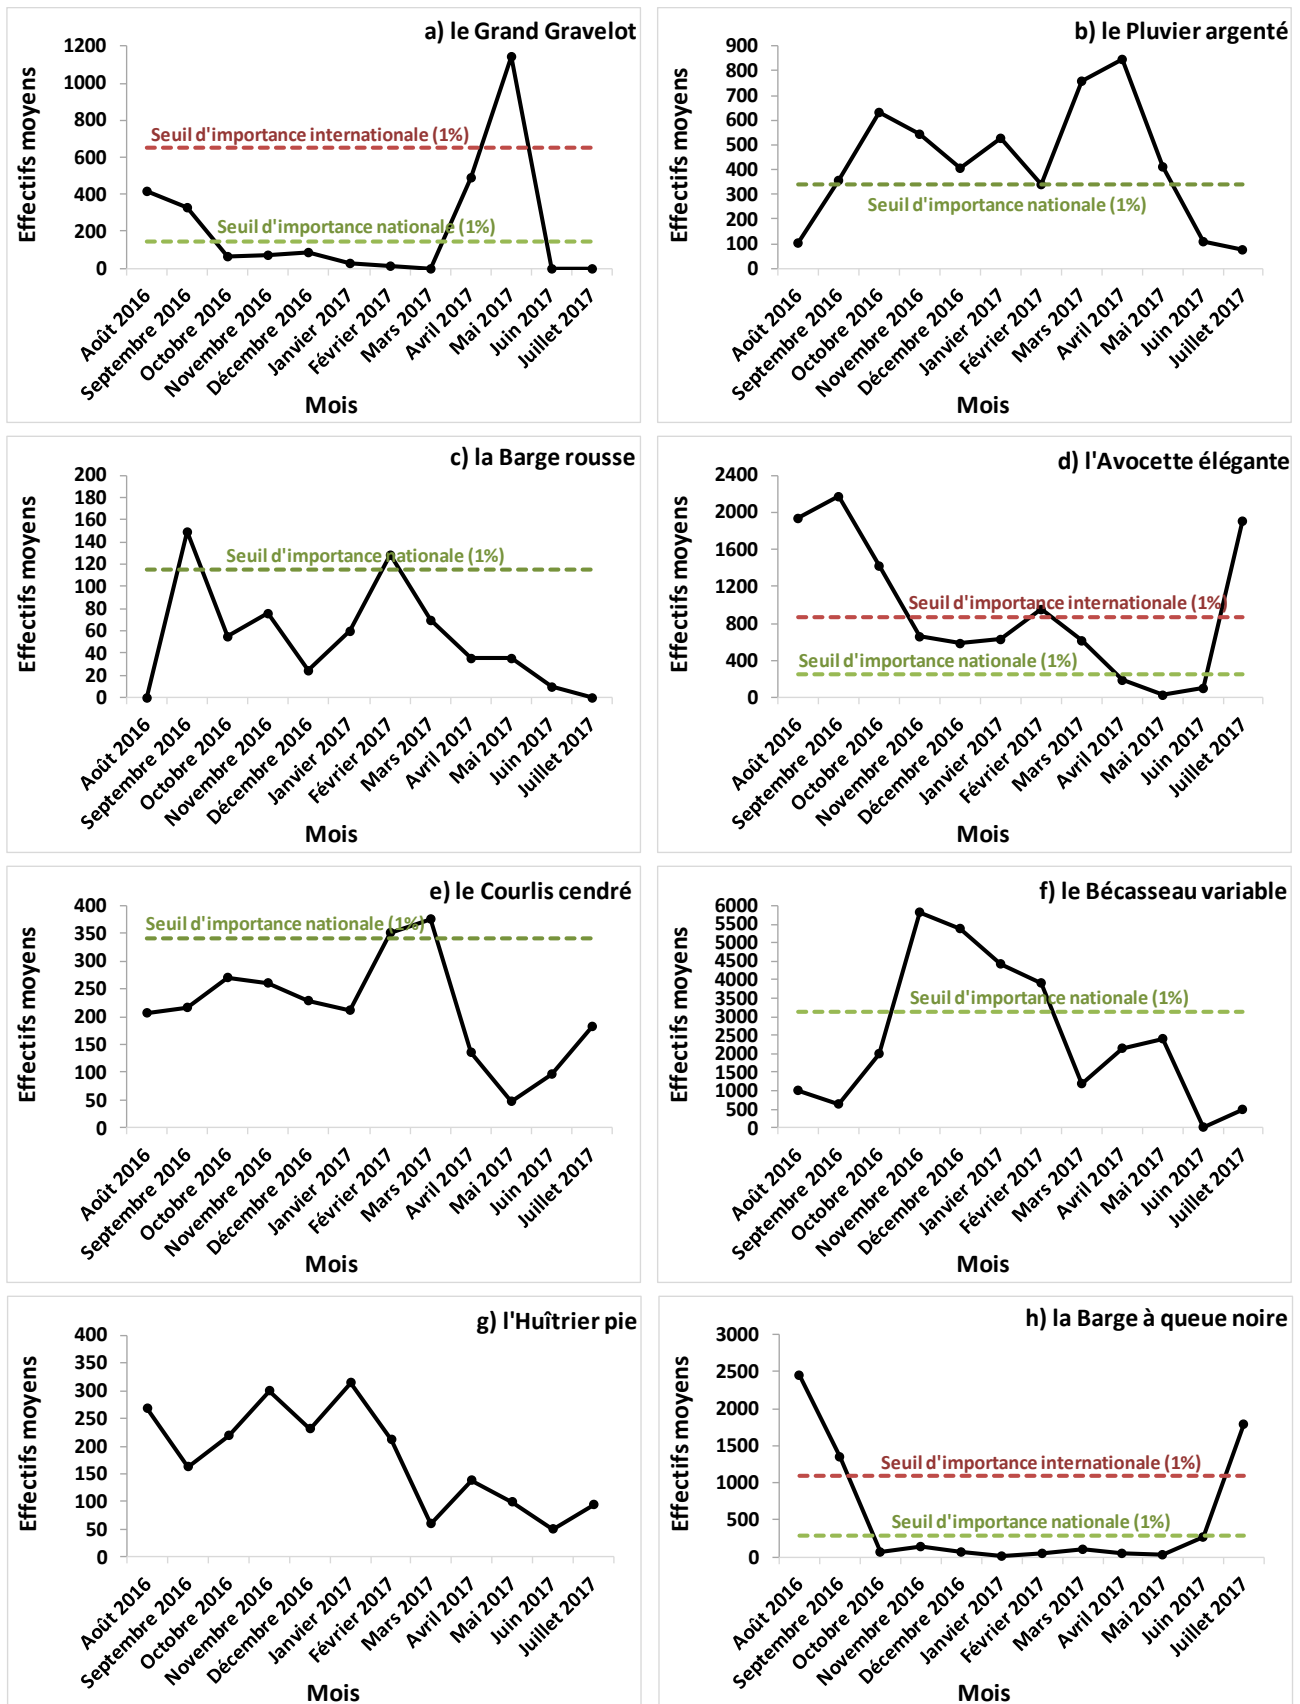 a) le Grand Gravelot
Effectifs moyens
1200
1000
800
600
400
200
0
Seuil d'importance internationale (1%)
Seuil d'importance nationale (1%)
Août 2016
Septembre 2016
Octobre 2016
Novembre 2016
Décembre 2016
Janvier 2017
Février 2017
Mars 2017
Avril 2017
Mai 2017
Juin 2017
Juillet 2017
Mois
b) le Pluvier argenté
Effectifs moyens
900
800
700
600
500
400
300
200
100
0
Seuil d'importance nationale (1%)
Août 2016
Septembre 2016
Octobre 2016
Novembre 2016
Décembre 2016
Janvier 2017
Février 2017
Mars 2017
Avril 2017
Mai 2017
Juin 2017
Juillet 2017
Mois
c) la Barge rousse
Effectifs moyens
200
180
160
140
120
100
80
60
40
20
0
Seuil d'importance nationale (1%)
Août 2016
Septembre 2016
Octobre 2016
Novembre 2016
Décembre 2016
Janvier 2017
Février 2017
Mars 2017
Avril 2017
Mai 2017
Juin 2017
Juillet 2017
Mois
d) l'Avocette élégante
Effectifs moyens
2400
2000
1600
1200
800
400
0
Seuil d'importance internationale (1%)
Seuil d'importance nationale (1%)
Août 2016
Septembre 2016
Octobre 2016
Novembre 2016
Décembre 2016
Janvier 2017
Février 2017
Mars 2017
Avril 2017
Mai 2017
Juin 2017
Juillet 2017
Mois
e) le Courlis cendré
Effectifs moyens
400
350
300
250
200
150
100
50
0
Seuil d'importance nationale (1%)
Août 2016
Septembre 2016
Octobre 2016
Novembre 2016
Décembre 2016
Janvier 2017
Février 2017
Mars 2017
Avril 2017
Mai 2017
Juin 2017
Juillet 2017
Mois
f) le Bécasseau variable
Effectifs moyens
6000
5500
5000
4500
4000
3500
3000
2500
2000
1500
1000
500
0
Seuil d'importance nationale (1%)
Août 2016
Septembre 2016
Octobre 2016
Novembre 2016
Décembre 2016
Janvier 2017
Février 2017
Mars 2017
Avril 2017
Mai 2017
Juin 2017
Juillet 2017
Mois
g) l'Huîtrier pie
Effectifs moyens
400
350
300
250
200
150
100
50
0
Août 2016
Septembre 2016
Octobre 2016
Novembre 2016
Décembre 2016
Janvier 2017
Février 2017
Mars 2017
Avril 2017
Mai 2017
Juin 2017
Juillet 2017
Mois
h) la Barge à queue noire
Effectifs moyens
3000
2500
2000
1500
1000
500
0
Seuil d'importance internationale (1%)
Seuil d'importance nationale (1%)
Août 2016
Septembre 2016
Octobre 2016
Novembre 2016
Décembre 2016
Janvier 2017
Février 2017
Mars 2017
Avril 2017
Mai 2017
Juin 2017
Juillet 2017
Mois